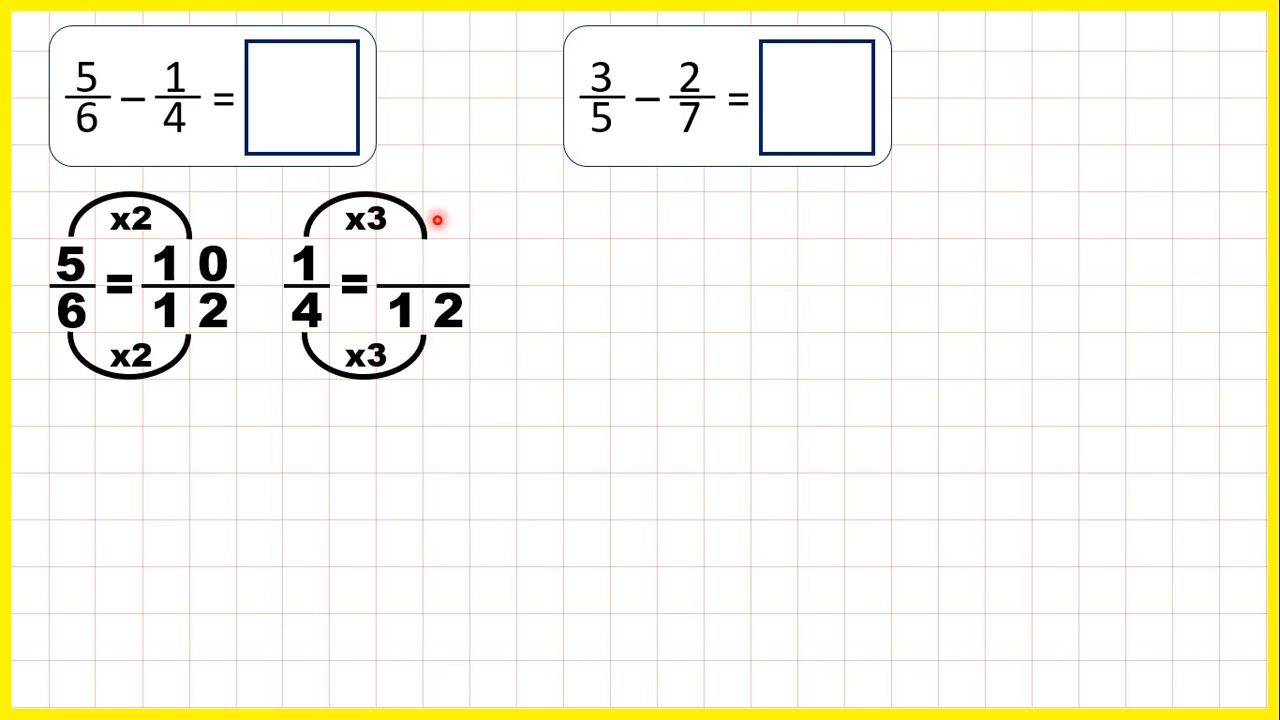 5/6 – 1/4 =
3/5 – 2/7 =
x2 x3
5/6 = 10/12 1/4 = /12
x2 x3